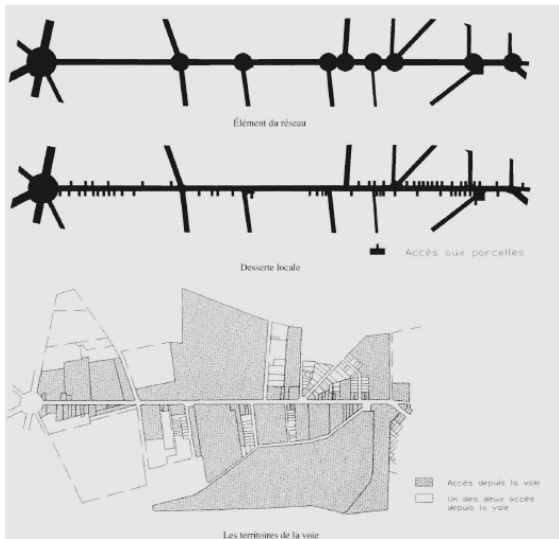 Élément du réseau
Accès aux parcelles
Desserte locale
Accès depuis la voie
Un des deux accès
depuis la voie
Les territoires de la voie